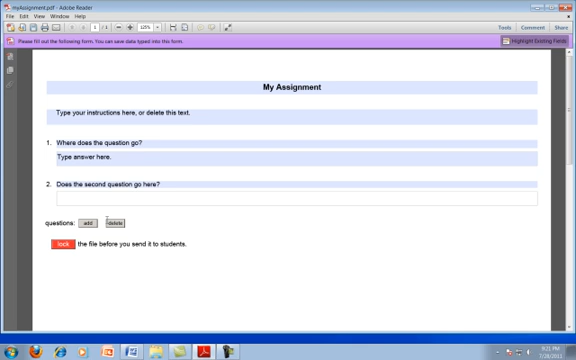 myAssignment.pdf - Adobe Reader
File Edit View Window Help
1 / 1 125%
Tools Comment Share
Please fill out the following form. You can save data typed into this form.
Highlight Existing Fields
My Assignment
Type your instructions here, or delete this text.
1. Where does the question go?
Type answer here.
2. Does the second question go here?
questions: add delete
lock the file before you send it to students.
9:21 PM